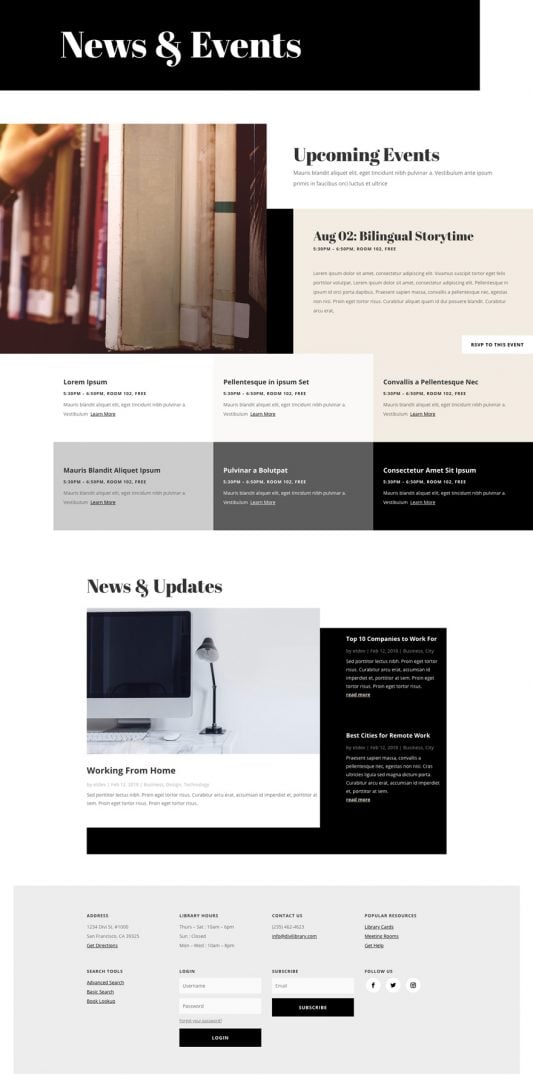 News & Events
Upcoming Events
Mauris blandit aliquet elit, eget tincidunt nibh pulvinar a. Vestibulum ante ipsum
primis in faucibus orci luctus et ultrice
Aug 02: Bilingual Storytime
5:30PM – 6:50PM, ROOM 102, FREE
Lorem ipsum dolor sit amet, consectetur adipiscing elit. Vivamus suscipit tortor eget felis
porttitor volutpat. Lorem ipsum dolor sit amet, consectetur adipiscing elit. Pellentesque in
ipsum id orci porta dapibus. Praesent sapien massa, convallis a pellentesque nec, egestas
non nisi. Proin eget tortor risus. Curabitur aliquet quam id dui posuere blandit. Curabitur
arcu erat,
RSVP TO THIS EVENT
Lorem Ipsum
5:30PM – 6:50PM, ROOM 102, FREE
Mauris blandit aliquet elit, eget tincidunt nibh pulvinar a.
Vestibulum Learn More
Pellentesque in ipsum Set
5:30PM – 6:50PM, ROOM 102, FREE
Mauris blandit aliquet elit, eget tincidunt nibh pulvinar a.
Vestibulum Learn More
Convallis a Pellentesque Nec
5:30PM – 6:50PM, ROOM 102, FREE
Mauris blandit aliquet elit, eget tincidunt nibh pulvinar a.
Vestibulum Learn More
Mauris Blandit Aliquet Ipsum
5:30PM – 6:50PM, ROOM 102, FREE
Mauris blandit aliquet elit, eget tincidunt nibh pulvinar a.
Vestibulum Learn More
Pulvinar a Bolutpat
5:30PM – 6:50PM, ROOM 102, FREE
Mauris blandit aliquet elit, eget tincidunt nibh pulvinar a.
Vestibulum Learn More
Consectetur Amet Sit Ipsum
5:30PM – 6:50PM, ROOM 102, FREE
Mauris blandit aliquet elit, eget tincidunt nibh pulvinar a.
Vestibulum Learn More
News & Updates
Working From Home
by etdev | Feb 13, 2018 | Business, Design, Technology
Sed porttitor lectus nibh. Proin eget tortor risus. Curabitur arcu erat, accumsan id imperdiet et, porttitor at
sem. Proin eget tortor risus. Proin eget tortor risus.
Top 10 Companies to Work For
by etdev | Feb 12, 2018 | Business, City
Sed porttitor lectus nibh. Proin eget tortor
risus. Curabitur arcu erat, accumsan id
imperdiet et, porttitor at sem. Proin eget
tortor risus. Proin eget tortor risus.
read more
Best Cities for Remote Work
by etdev | Feb 12, 2018 | Business, City
Praesent sapien massa, convallis a
pellentesque nec, egestas non nisi. Cras
ultricies ligula sed magna dictum porta.
Curabitur arcu erat, accumsan id imperdiet
et, porttitor at sem.
read more
ADDRESS
1234 Divi St. #1000
San Francisco, CA 39325
Get Directions
LIBRARY HOURS
Thurs – Sat : 10am – 6pm
Sun : Closed
Mon – Wed : 10am – 8pm
CONTACT US
(235) 462-4623
info@divilibrary.com
POPULAR RESOURCES
Library Cards
Meeting Rooms
Get Help
SEARCH TOOLS
Advanced Search
Basic Search
Book Lookup
LOGIN
Username
Password
Forgot your password?
LOGIN
SUBSCRIBE
Email
SUBSCRIBE
FOLLOW US